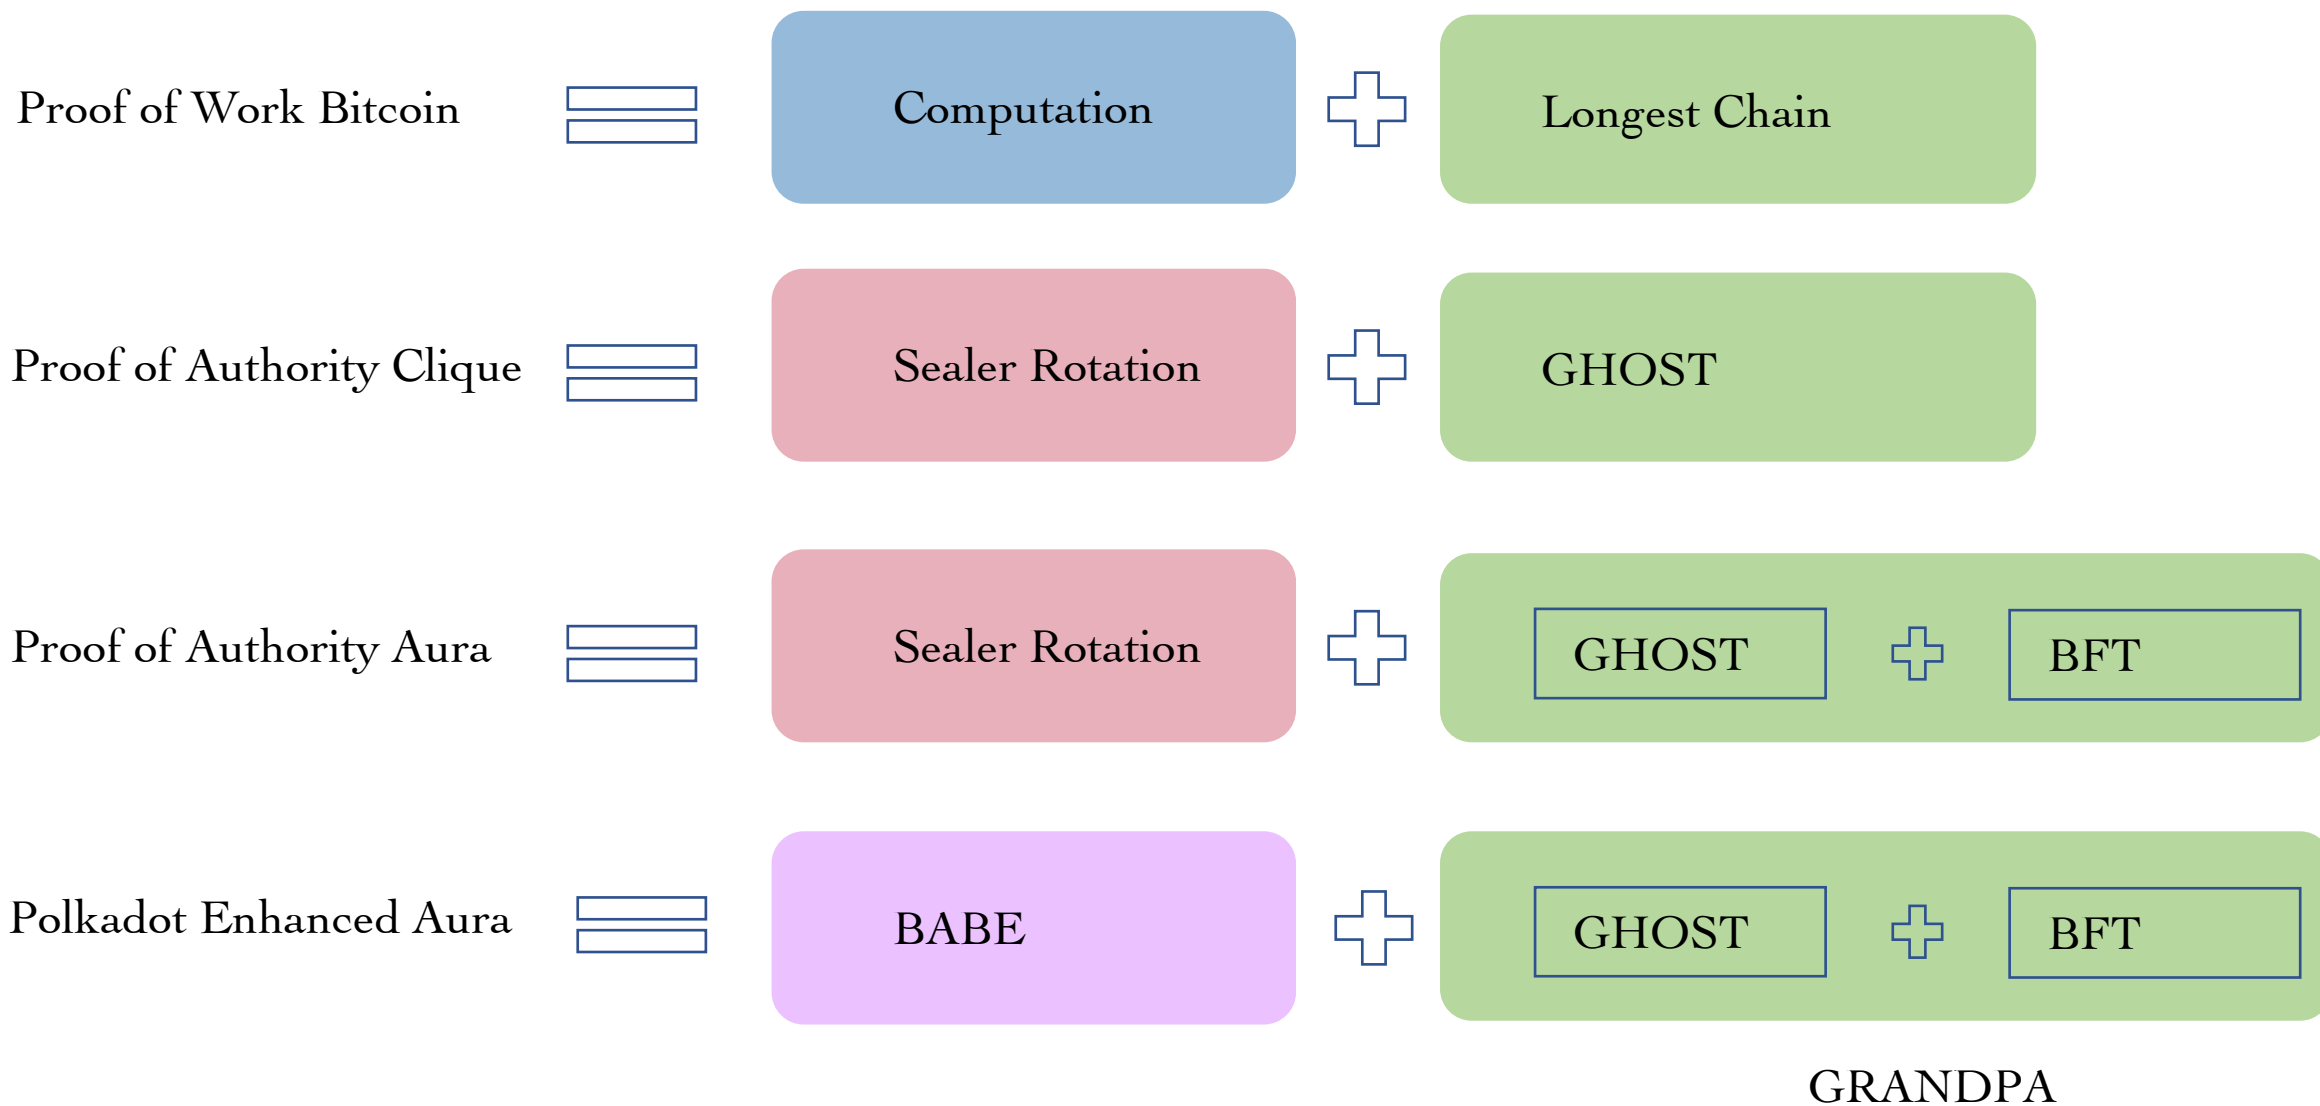 Proof of Work Bitcoin
Computation
Longest Chain
Proof of Authority Clique
Sealer Rotation
GHOST
Proof of Authority Aura
Sealer Rotation
GHOST
BFT
Polkadot Enhanced Aura
BABE
GHOST
BFT
GRANDPA